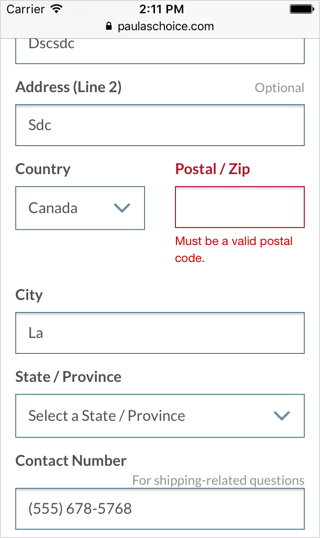 Carrier 2:11 PM
paulaschoice.com
Dscsdc
Address (Line 2) Optional
Sdc
Country Postal / Zip
Canada
Must be a valid postal
code.
City
La
State / Province
Select a State / Province
Contact Number
For shipping-related questions
(555) 678-5768